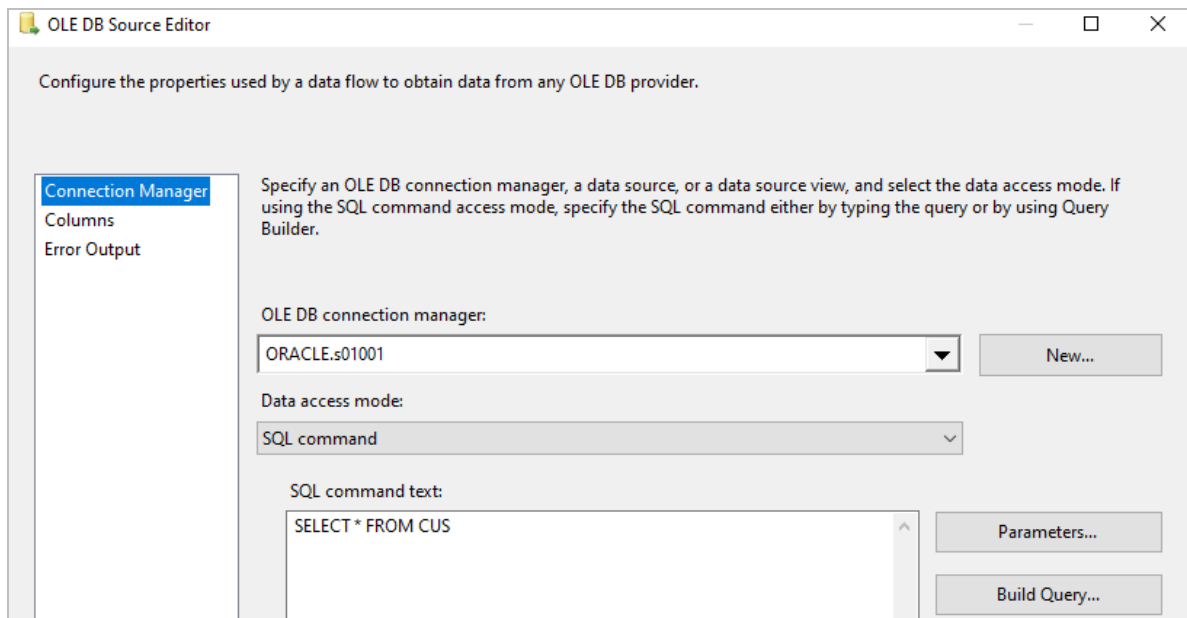 OLE DB Source Editor
Configure the properties used by a data flow to obtain data from any OLE DB provider.
Connection Manager
Columns
Error Output
Specify an OLE DB connection manager, a data source, or a data source view, and select the data access mode. If
using the SQL command access mode, specify the SQL command either by typing the query or by using Query
Builder.
OLE DB connection manager:
ORACLE.s01001
New...
Data access mode:
SQL command
SQL command text:
SELECT * FROM CUS
Parameters...
Build Query...